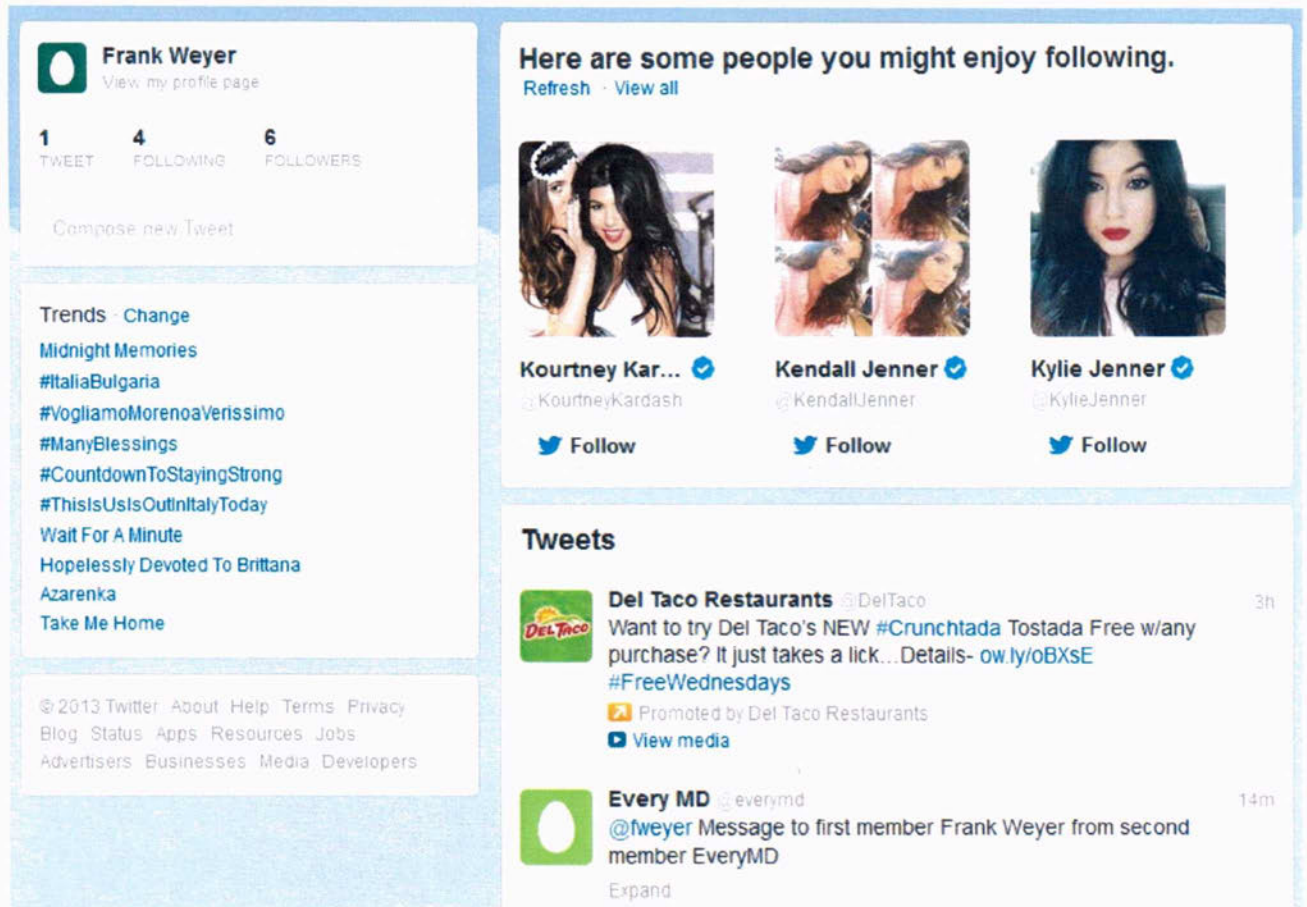 Frank Weyer
View my profile page
1 4 6
TWEET FOLLOWING FOLLOWERS
Compose new Tweet
Trends · Change
Midnight Memories
#ItaliaBulgaria
#VogliamoMorenoaVerissimo
#ManyBlessings
#CountdownToStayingStrong
#ThisIsUsIsOutInItalyToday
Wait For A Minute
Hopelessly Devoted To Brittana
Azarenka
Take Me Home
© 2013 Twitter About Help Terms Privacy
Blog Status Apps Resources Jobs
Advertisers Businesses Media Developers
Here are some people you might enjoy following.
Refresh · View all
Kourtney Kar... Kendall Jenner Kylie Jenner
@KourtneyKardash @KendallJenner @KylieJenner
Follow Follow Follow
Tweets
DEL TACO
Del Taco Restaurants @DelTaco 3h
Want to try Del Taco's NEW #Crunchtada Tostada Free w/any
purchase? It just takes a lick...Details- ow.ly/oBXsE
#FreeWednesdays
Promoted by Del Taco Restaurants
View media
Every MD @everymd 14m
@fweyer Message to first member Frank Weyer from second
member EveryMD
Expand